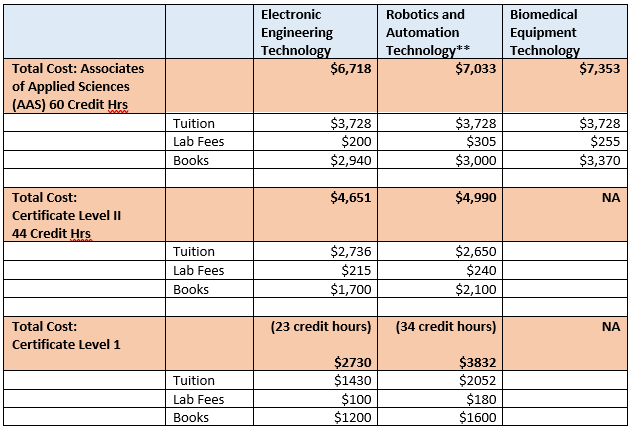 Electronic Engineering Technology Robotics and Automation Technology** Biomedical Equipment Technology
Total Cost: Associates of Applied Sciences (AAS) 60 Credit Hrs $6,718 $7,033 $7,353
Tuition $3,728 $3,728 $3,728
Lab Fees $200 $305 $255
Books $2,940 $3,000 $3,370
Total Cost: Certificate Level II 44 Credit Hrs $4,651 $4,990 NA
Tuition $2,736 $2,650
Lab Fees $215 $240
Books $1,700 $2,100
Total Cost: Certificate Level 1 (23 credit hours) $2730 (34 credit hours) $3832 NA
Tuition $1430 $2052
Lab Fees $100 $180
Books $1200 $1600